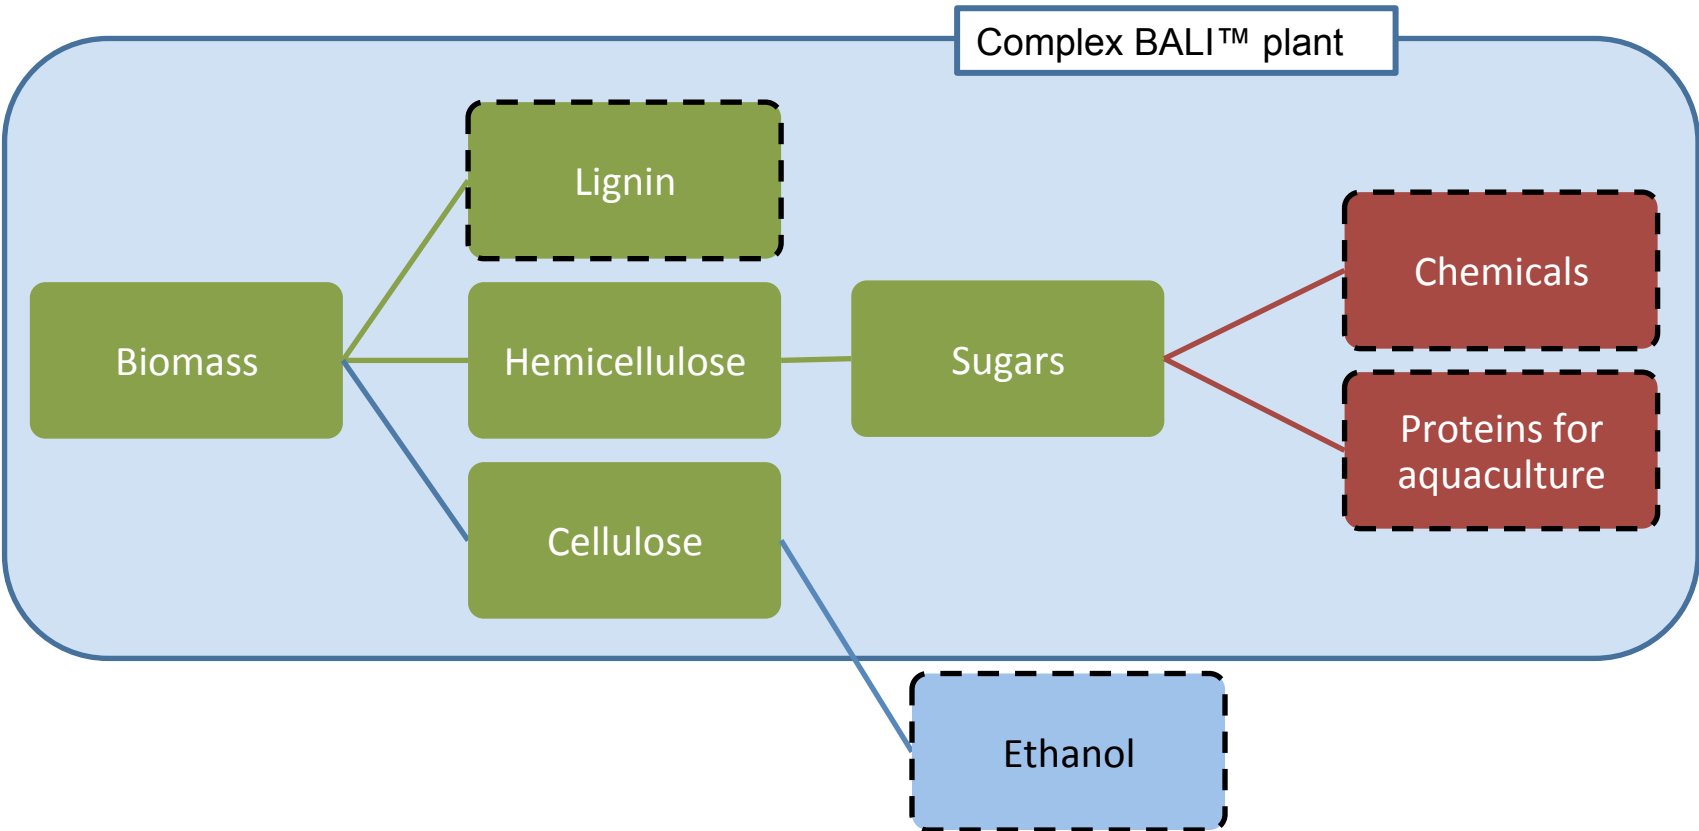 Complex BALI™ plant
Lignin
Chemicals
Biomass
Hemicellulose
Sugars
Proteins for
aquaculture
Cellulose
Ethanol